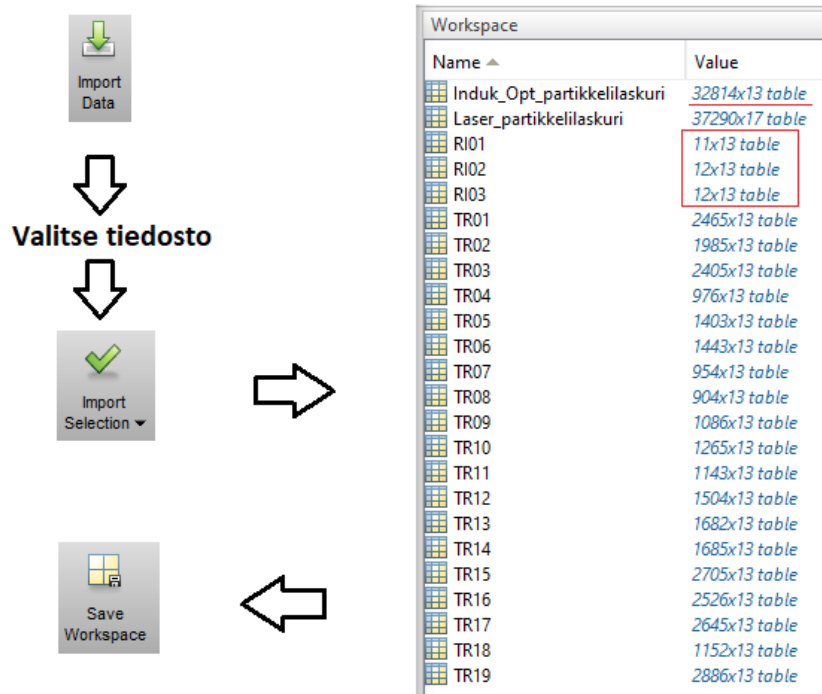 Import
Data
Valitse tiedosto
Import
Selection
Save
Workspace
Workspace
Name Value
Induk_Opt_partikkelilaskuri 32814x13 table
Laser_partikkelilaskuri 37290x17 table
RI01 11x13 table
RI02 12x13 table
RI03 12x13 table
TR01 2465x13 table
TR02 1985x13 table
TR03 2405x13 table
TR04 976x13 table
TR05 1403x13 table
TR06 1443x13 table
TR07 954x13 table
TR08 904x13 table
TR09 1086x13 table
TR10 1265x13 table
TR11 1143x13 table
TR12 1504x13 table
TR13 1682x13 table
TR14 1685x13 table
TR15 2705x13 table
TR16 2526x13 table
TR17 2645x13 table
TR18 1152x13 table
TR19 2886x13 table